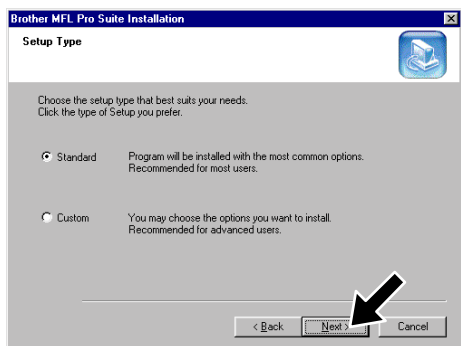 Brother MFL Pro Suite Installation
Setup Type
Choose the setup type that best suits your needs.
Click the type of Setup you prefer.
Standard Program will be installed with the most common options.
Recommended for most users.
Custom You may choose the options you want to install.
Recommended for advanced users.
< Back Next > Cancel